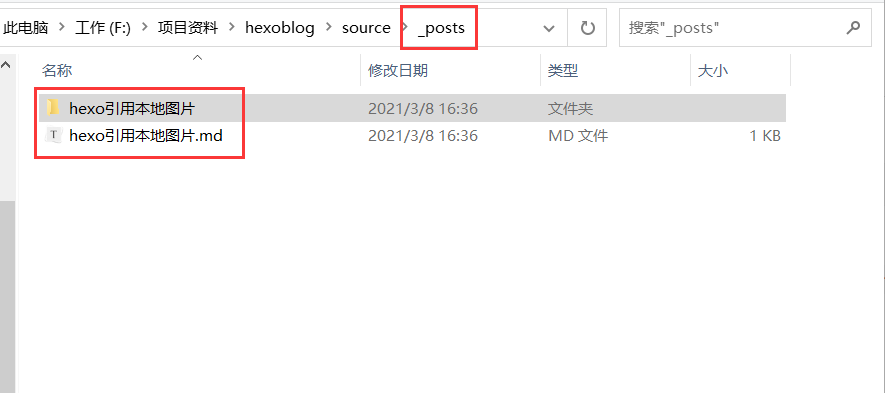 此电脑 > 工作 (F:) > 项目资料 > hexoblog > source > _posts 搜索"_posts"
名称 修改日期 类型 大小
hexo引用本地图片 2021/3/8 16:36 文件夹
T hexo引用本地图片.md 2021/3/8 16:36 MD 文件 1 KB